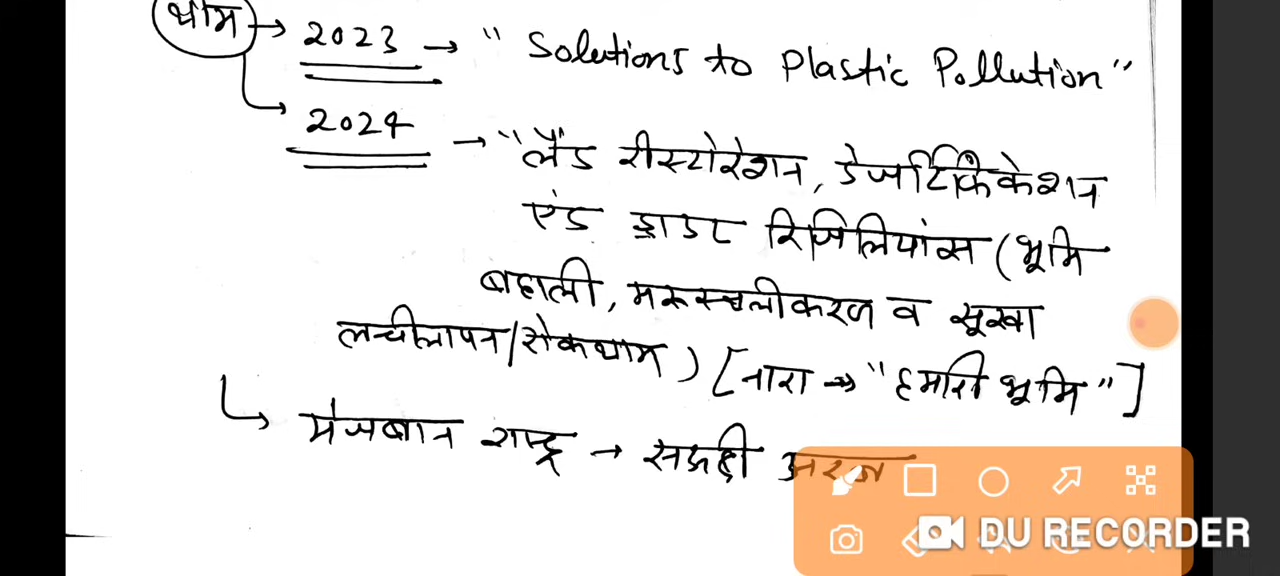 थीम → 2023 → " Solutions to Plastic Pollution"
2024 → "लैंड रीस्टोरेशन, डेजर्टिफिकेशन
एंड ड्राउट रिजिलियांस (भूमि
बहाली, मरूस्थलीकरण व सूखा
लचीलापन/रोकथाम) [नारा → "हमारी भूमि"]
↳ मेजबान राष्ट्र → सऊदी अरब
DU RECORDER